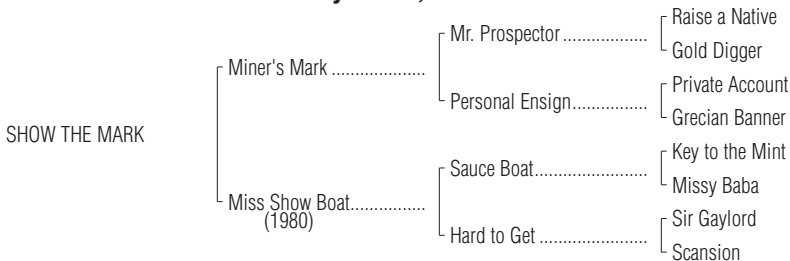 Raise a Native
Mr. Prospector ..................
Gold Digger
Miner's Mark ....................
Private Account
Personal Ensign................
Grecian Banner
SHOW THE MARK
Key to the Mint
Sauce Boat........................
Missy Baba
Miss Show Boat................
(1980)
Sir Gaylord
Hard to Get .......................
Scansion